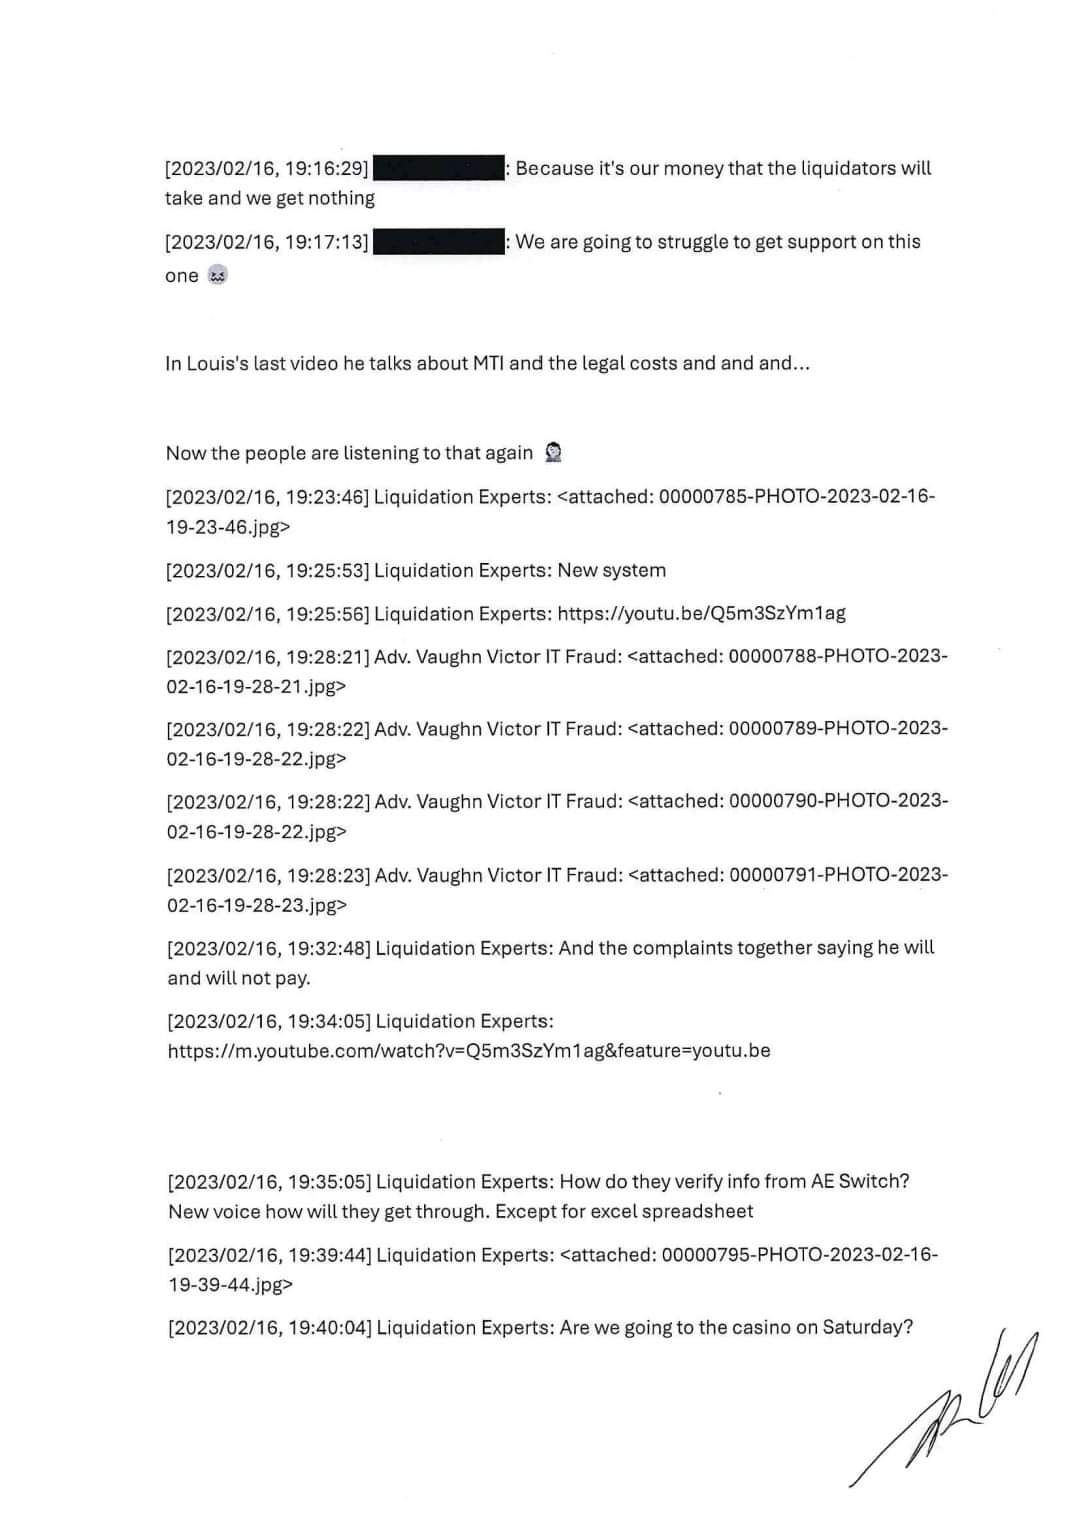 [2023/02/16, 19:16:29] : Because it's our money that the liquidators will
take and we get nothing
[2023/02/16, 19:17:13] : We are going to struggle to get support on this
one 😖
In Louis's last video he talks about MTI and the legal costs and and and...
Now the people are listening to that again
[2023/02/16, 19:23:46] Liquidation Experts: <attached: 00000785-PHOTO-2023-02-16-
19-23-46.jpg>
[2023/02/16, 19:25:53] Liquidation Experts: New system
[2023/02/16, 19:25:56] Liquidation Experts: https://youtu.be/Q5m3SzYm1ag
[2023/02/16, 19:28:21] Adv. Vaughn Victor IT Fraud: <attached: 00000788-PHOTO-2023-
02-16-19-28-21.jpg>
[2023/02/16, 19:28:22] Adv. Vaughn Victor IT Fraud: <attached: 00000789-PHOTO-2023-
02-16-19-28-22.jpg>
[2023/02/16, 19:28:22] Adv. Vaughn Victor IT Fraud: <attached: 00000790-PHOTO-2023-
02-16-19-28-22.jpg>
[2023/02/16, 19:28:23] Adv. Vaughn Victor IT Fraud: <attached: 00000791-PHOTO-2023-
02-16-19-28-23.jpg>
[2023/02/16, 19:32:48] Liquidation Experts: And the complaints together saying he will
and will not pay.
[2023/02/16, 19:34:05] Liquidation Experts:
https://m.youtube.com/watch?v=Q5m3SzYm1ag&feature=youtu.be
[2023/02/16, 19:35:05] Liquidation Experts: How do they verify info from AE Switch?
New voice how will they get through. Except for excel spreadsheet
[2023/02/16, 19:39:44] Liquidation Experts: <attached: 00000795-PHOTO-2023-02-16-
19-39-44.jpg>
[2023/02/16, 19:40:04] Liquidation Experts: Are we going to the casino on Saturday?